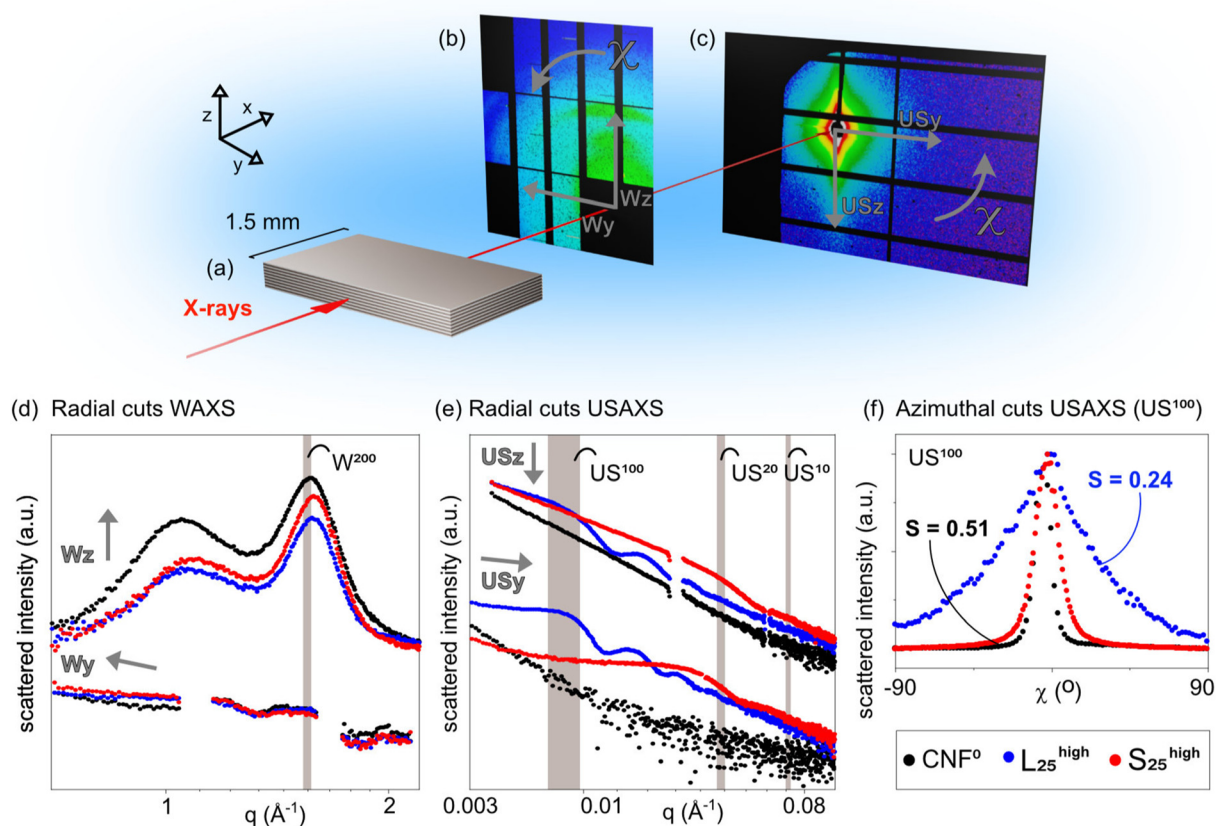 (b)
χ
(c)
z
x
y
USy
Wz
Wy
USz
χ
1.5 mm
(a)
X-rays
(d) Radial cuts WAXS
(e) Radial cuts USAXS
(f) Azimuthal cuts USAXS (US¹⁰⁰)
scattered intensity (a.u.)
Wz
W²⁰⁰
Wy
1
2
q (Å⁻¹)
scattered intensity (a.u.)
USz
US¹⁰⁰
US²⁰
US¹⁰
USy
0.003
0.01
0.08
q (Å⁻¹)
scattered intensity (a.u.)
US¹⁰⁰
S = 0.24
S = 0.51
-90
90
χ (º)
CNF⁰
L₂₅ʰⁱᵍʰ
S₂₅ʰⁱᵍʰ